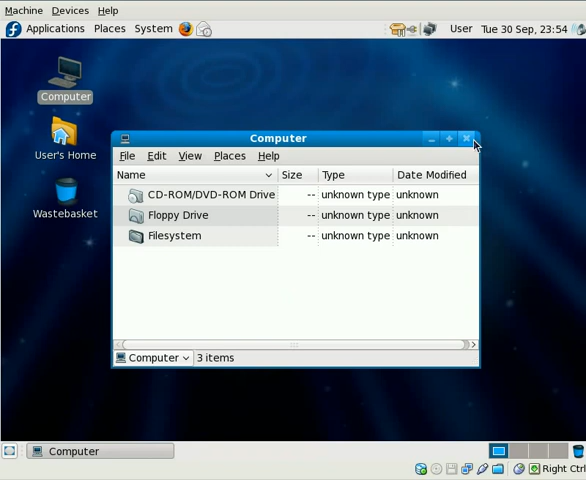 Machine Devices Help
Applications Places System User Tue 30 Sep, 23:54
Computer
User's Home
Wastebasket
Computer
File Edit View Places Help
Name Size Type Date Modified
CD-ROM/DVD-ROM Drive -- unknown type unknown
Floppy Drive -- unknown type unknown
Filesystem -- unknown type unknown
Computer 3 items
Computer
Right Ctrl